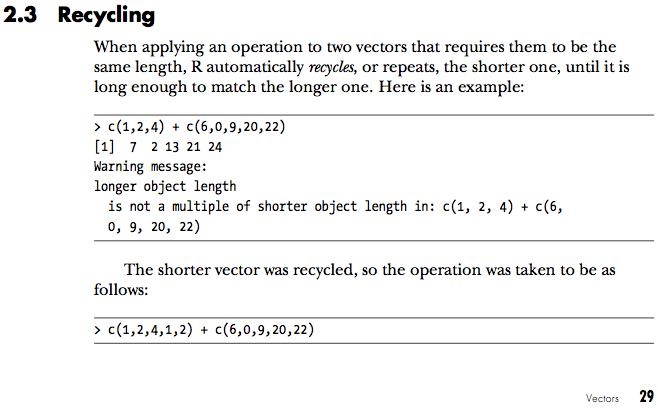 2.3 Recycling
When applying an operation to two vectors that requires them to be the
same length, R automatically recycles, or repeats, the shorter one, until it is
long enough to match the longer one. Here is an example:
> c(1,2,4) + c(6,0,9,20,22)
[1]  7  2 13 21 24
Warning message:
longer object length
  is not a multiple of shorter object length in: c(1, 2, 4) + c(6,
  0, 9, 20, 22)
The shorter vector was recycled, so the operation was taken to be as
follows:
> c(1,2,4,1,2) + c(6,0,9,20,22)
Vectors 29